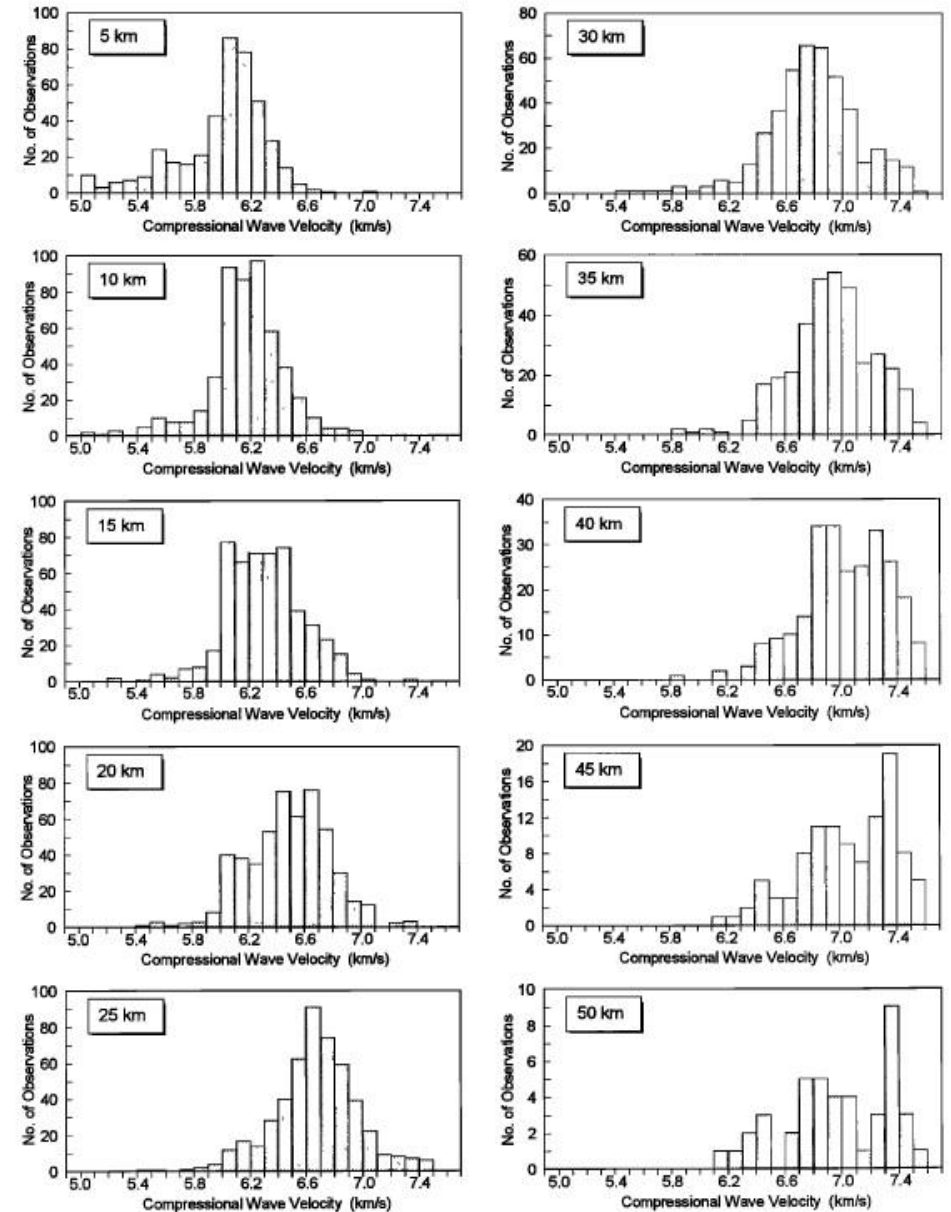 100
5 km
80
60
40
20
0
No. of Observations
5.0 5.4 5.8 6.2 6.6 7.0 7.4
Compressional Wave Velocity (km/s)
100
10 km
80
60
40
20
0
No. of Observations
5.0 5.4 5.8 6.2 6.6 7.0 7.4
Compressional Wave Velocity (km/s)
100
15 km
80
60
40
20
0
No. of Observations
5.0 5.4 5.8 6.2 6.6 7.0 7.4
Compressional Wave Velocity (km/s)
100
20 km
80
60
40
20
0
No. of Observations
5.0 5.4 5.8 6.2 6.6 7.0 7.4
Compressional Wave Velocity (km/s)
100
25 km
80
60
40
20
0
No. of Observations
5.0 5.4 5.8 6.2 6.6 7.0 7.4
Compressional Wave Velocity (km/s)
80
30 km
60
40
20
0
No. of Observations
5.0 5.4 5.8 6.2 6.6 7.0 7.4
Compressional Wave Velocity (km/s)
60
35 km
40
20
0
No. of Observations
5.0 5.4 5.8 6.2 6.6 7.0 7.4
Compressional Wave Velocity (km/s)
40
40 km
30
20
10
0
No. of Observations
5.0 5.4 5.8 6.2 6.6 7.0 7.4
Compressional Wave Velocity (km/s)
20
45 km
16
12
8
4
0
No. of Observations
5.0 5.4 5.8 6.2 6.6 7.0 7.4
Compressional Wave Velocity (km/s)
10
50 km
8
6
4
2
0
No. of Observations
5.0 5.4 5.8 6.2 6.6 7.0 7.4
Compressional Wave Velocity (km/s)